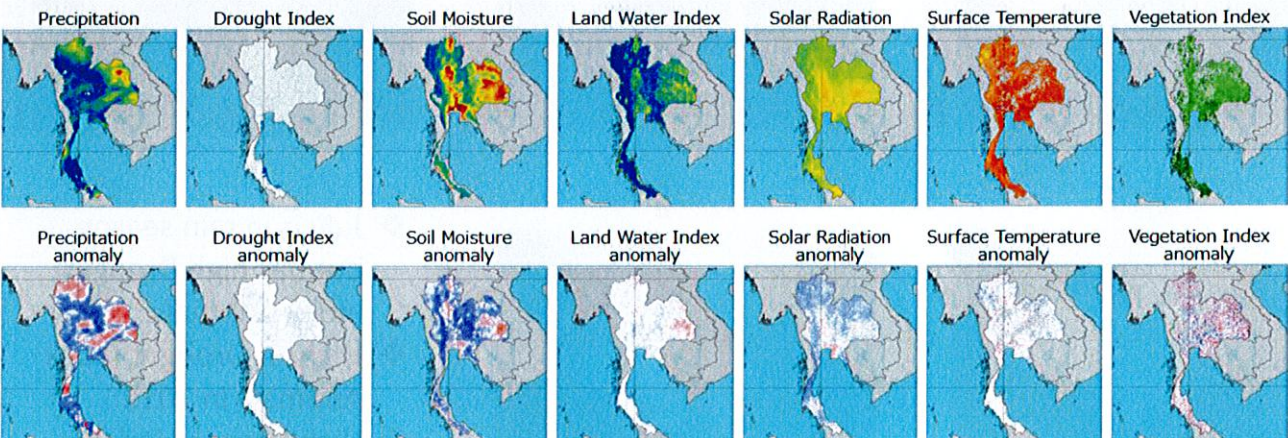 Precipitation
Drought Index
Soil Moisture
Land Water Index
Solar Radiation
Surface Temperature
Vegetation Index
Precipitation
anomaly
Drought Index
anomaly
Soil Moisture
anomaly
Land Water Index
anomaly
Solar Radiation
anomaly
Surface Temperature
anomaly
Vegetation Index
anomaly